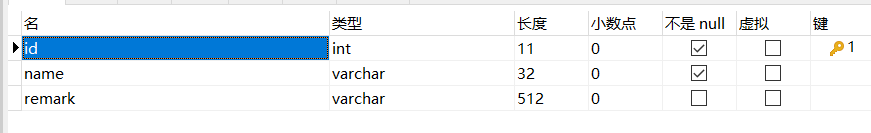 名 类型 长度 小数点 不是 null 虚拟 键
id int 11 0 1
name varchar 32 0
remark varchar 512 0